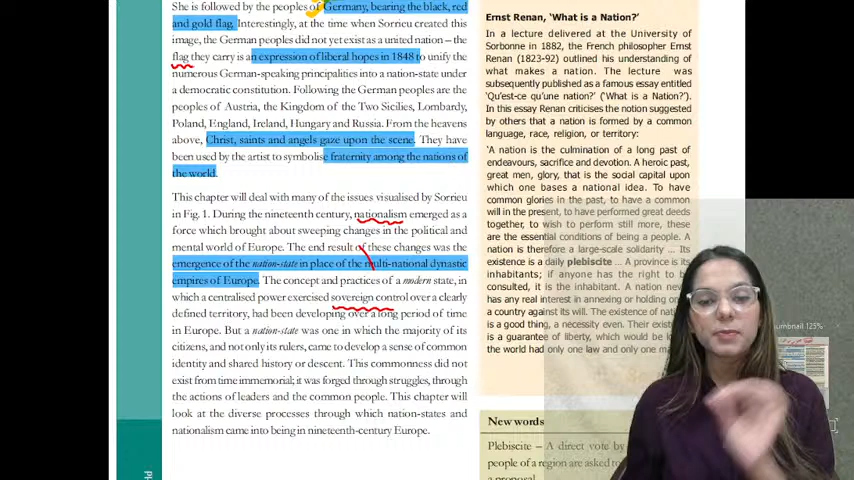 She is followed by the peoples of Germany, bearing the black, red
and gold flag. Interestingly, at the time when Sorrieu created this
image, the German peoples did not yet exist as a united nation – the
flag they carry is an expression of liberal hopes in 1848 to unify the
numerous German-speaking principalities into a nation-state under
a democratic constitution. Following the German peoples are the
peoples of Austria, the Kingdom of the Two Sicilies, Lombardy,
Poland, England, Ireland, Hungary and Russia. From the heavens
above, Christ, saints and angels gaze upon the scene. They have
been used by the artist to symbolise fraternity among the nations of
the world.
This chapter will deal with many of the issues visualised by Sorrieu
in Fig. 1. During the nineteenth century, nationalism emerged as a
force which brought about sweeping changes in the political and
mental world of Europe. The end result of these changes was the
emergence of the nation-state in place of the multi-national dynastic
empires of Europe. The concept and practices of a modern state, in
which a centralised power exercised sovereign control over a clearly
defined territory, had been developing over a long period of time
in Europe. But a nation-state was one in which the majority of its
citizens, and not only its rulers, came to develop a sense of common
identity and shared history or descent. This commonness did not
exist from time immemorial; it was forged through struggles, through
the actions of leaders and the common people. This chapter will
look at the diverse processes through which nation-states and
nationalism came into being in nineteenth-century Europe.
Ernst Renan, ‘What is a Nation?’
In a lecture delivered at the University of
Sorbonne in 1882, the French philosopher Ernst
Renan (1823-92) outlined his understanding of
what makes a nation. The lecture was
subsequently published as a famous essay entitled
‘Qu’est-ce qu’une nation?’ (‘What is a Nation?’).
In this essay Renan criticises the notion suggested
by others that a nation is formed by a common
language, race, religion, or territory:
‘A nation is the culmination of a long past of
endeavours, sacrifice and devotion. A heroic past,
great men, glory, that is the social capital upon
which one bases a national idea. To have
common glories in the past, to have a common
will in the present, to have performed great deeds
together, to wish to perform still more, these
are the essential conditions of being a people. A
nation is therefore a large-scale solidarity … Its
existence is a daily plebiscite … A province is its
inhabitants; if anyone has the right to be
consulted, it is the inhabitant. A nation never
has any real interest in annexing or holding on
a country against its will. The existence of
is a good thing, a necessity even. Their
is a guarantee of liberty, which would be
the world had only one law and only one
New words
Plebiscite – A direct vote by
people of a region are asked to
a proposal
umbnail 125%